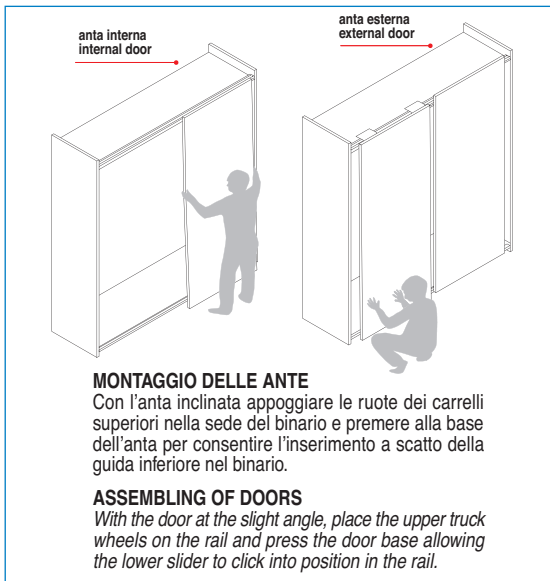 anta interna
internal door
anta esterna
external door
MONTAGGIO DELLE ANTE
Con l'anta inclinata appoggiare le ruote dei carrelli
superiori nella sede del binario e premere alla base
dell'anta per consentire l'inserimento a scatto della
guida inferiore nel binario.
ASSEMBLING OF DOORS
With the door at the slight angle, place the upper truck
wheels on the rail and press the door base allowing
the lower slider to click into position in the rail.